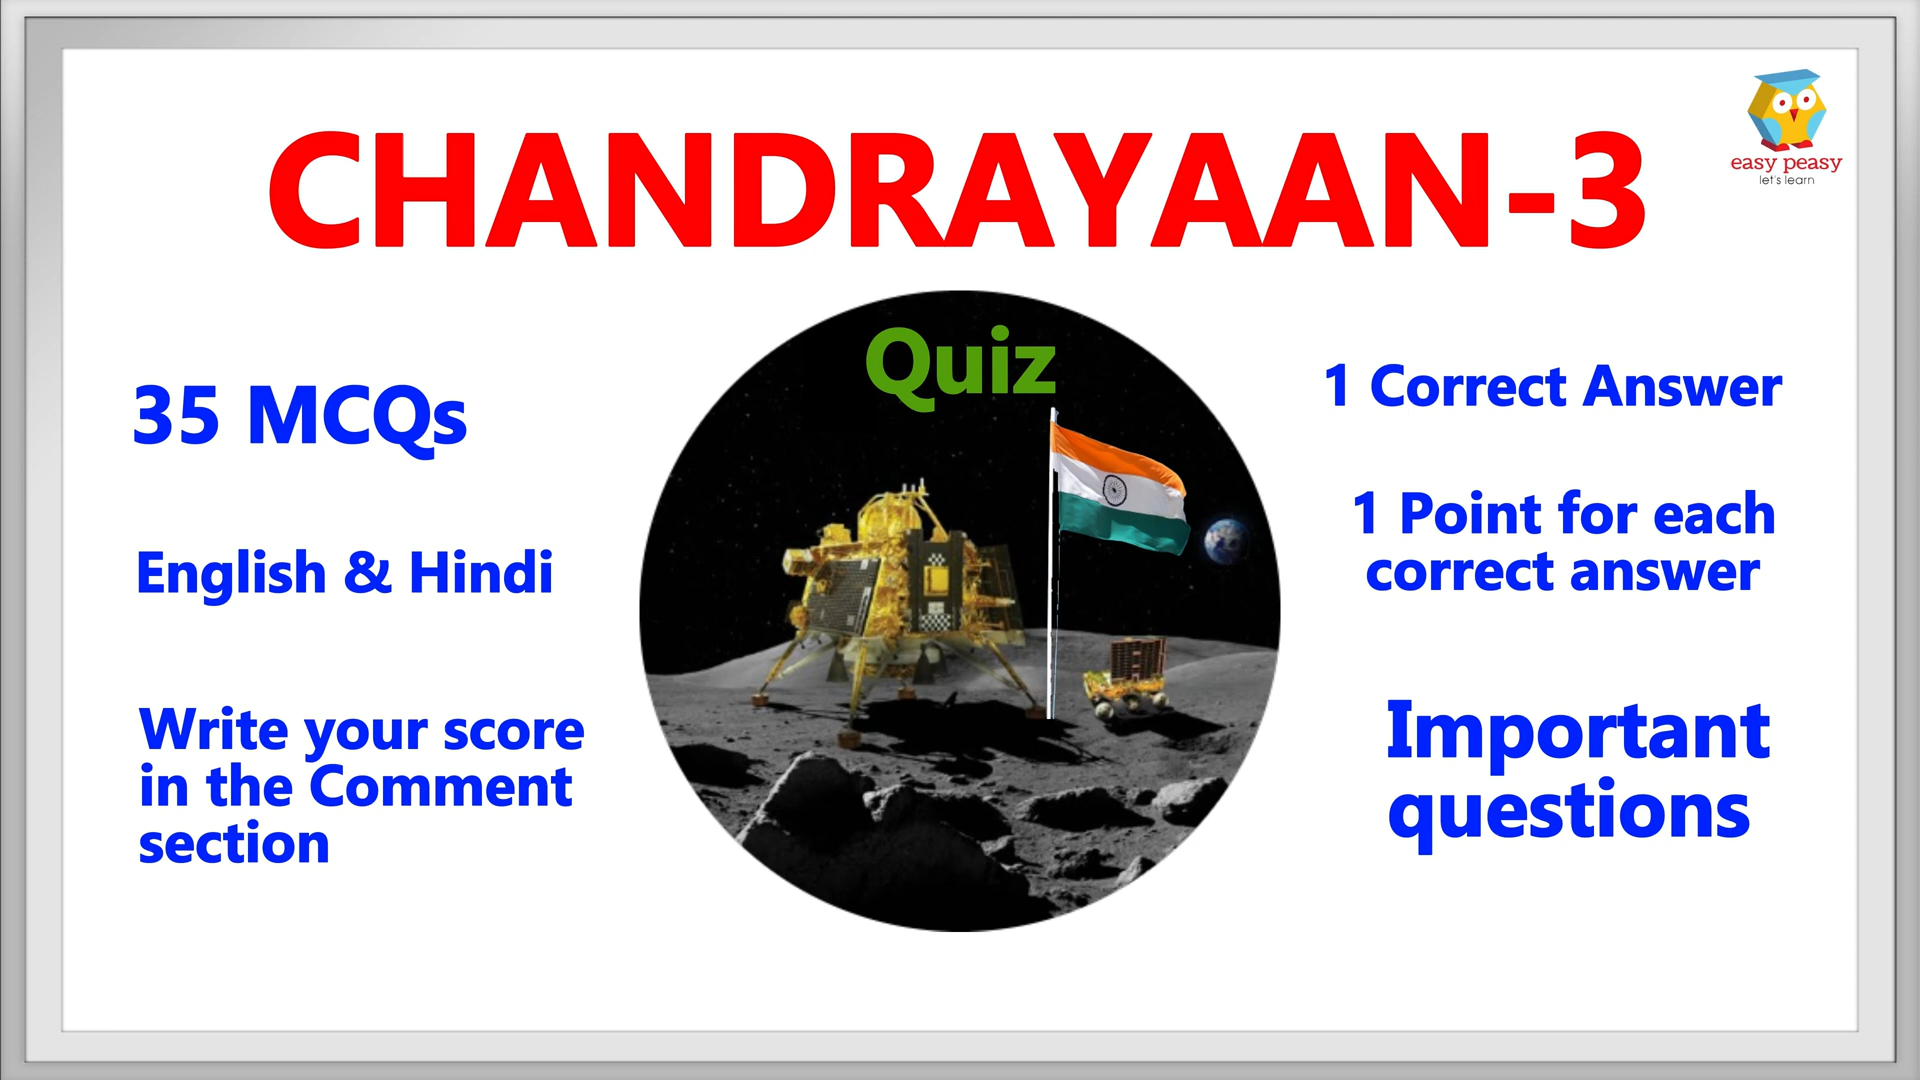 CHANDRAYAAN-3
easy peasy
let's learn
Quiz
35 MCQs
English & Hindi
Write your score
in the Comment
section
1 Correct Answer
1 Point for each
correct answer
Important
questions